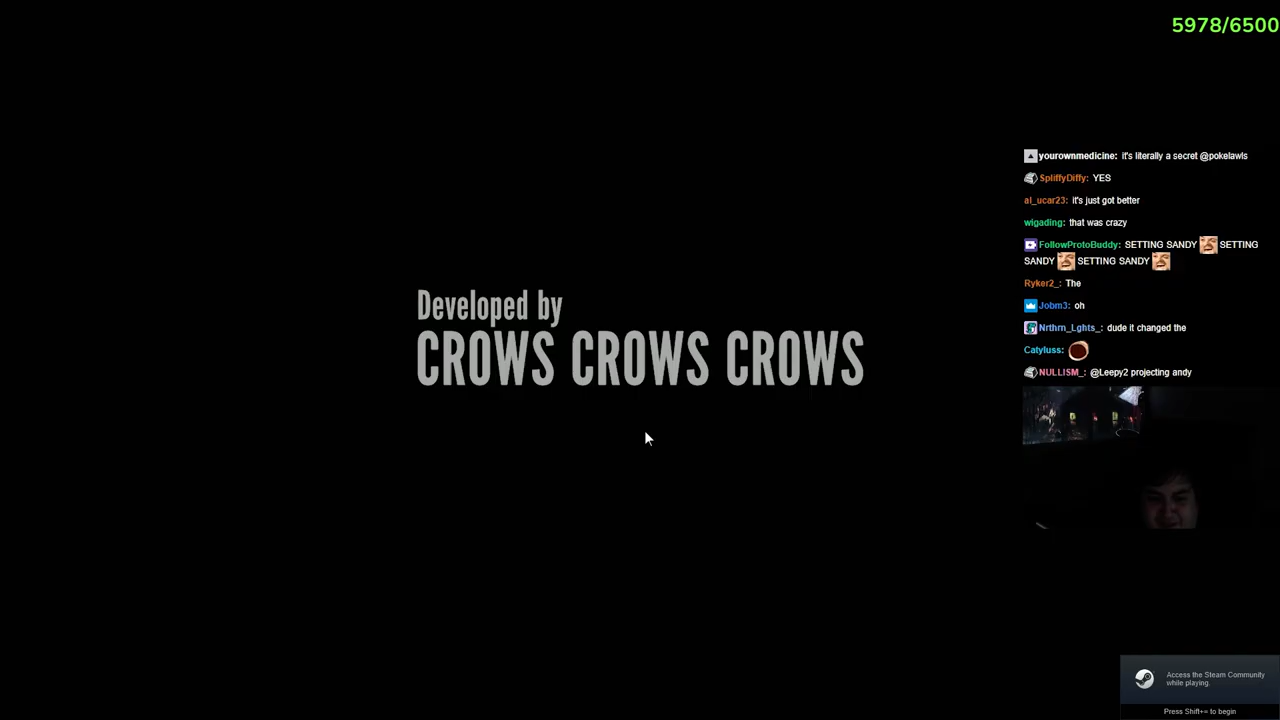 5978/6500
yourownmedicine: it's literally a secret @pokelawls
SpliffyDiffy: YES
al_ucar23: it's just got better
wigading: that was crazy
FollowProtoBuddy: SETTING SANDY SETTING
SANDY SETTING SANDY
Ryker2_: The
Jobm3: oh
Nrthrn_Lghts_: dude it changed the
Catyluss:
NULLISM_: @Leepy2 projecting andy
Developed by
CROWS CROWS CROWS
Access the Steam Community
while playing.
Press Shift+= to begin